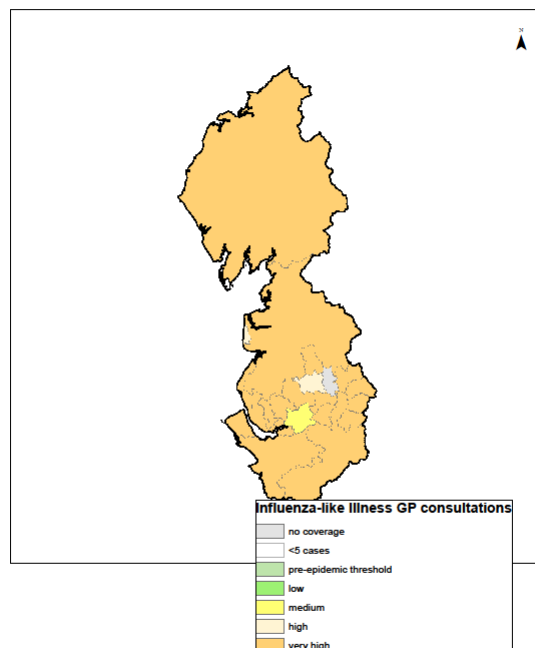 N
Influenza-like Illness GP consultations
no coverage
<5 cases
pre-epidemic threshold
low
medium
high
very high